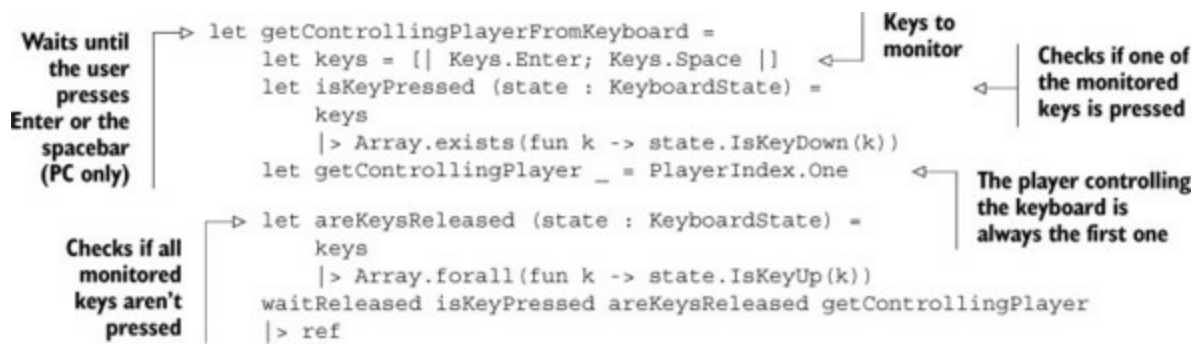 Waits until
the user
presses
Enter or the
spacebar
(PC only)
let getControllingPlayerFromKeyboard =
let keys = [| Keys.Enter; Keys.Space |]
Keys to
monitor
let isKeyPressed (state : KeyboardState) =
keys
|> Array.exists(fun k -> state.IsKeyDown(k))
Checks if one of
the monitored
keys is pressed
let getControllingPlayer _ = PlayerIndex.One
The player controlling
the keyboard is
always the first one
Checks if all
monitored
keys aren't
pressed
let areKeysReleased (state : KeyboardState) =
keys
|> Array.forall(fun k -> state.IsKeyUp(k))
waitReleased isKeyPressed areKeysReleased getControllingPlayer
|> ref